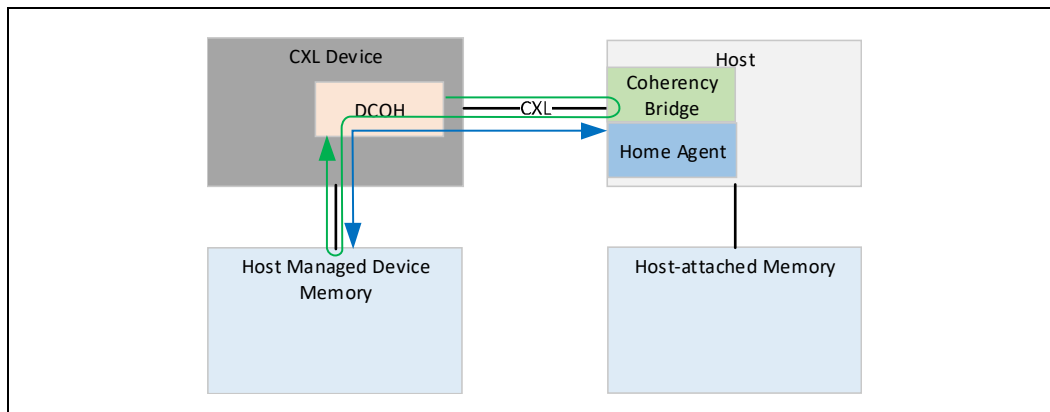 CXL Device
Host
DCOH
CXL
Coherency
Bridge
Home Agent
Host Managed Device
Memory
Host-attached Memory